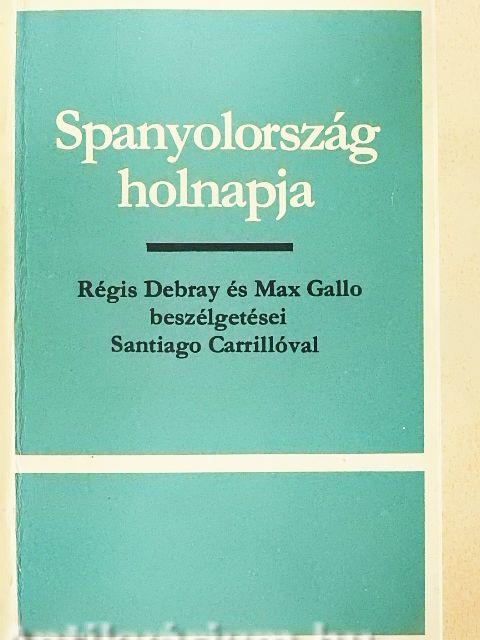 Spanyolország
holnapja
Régis Debray és Max Gallo
beszélgetései
Santiago Carrillóval